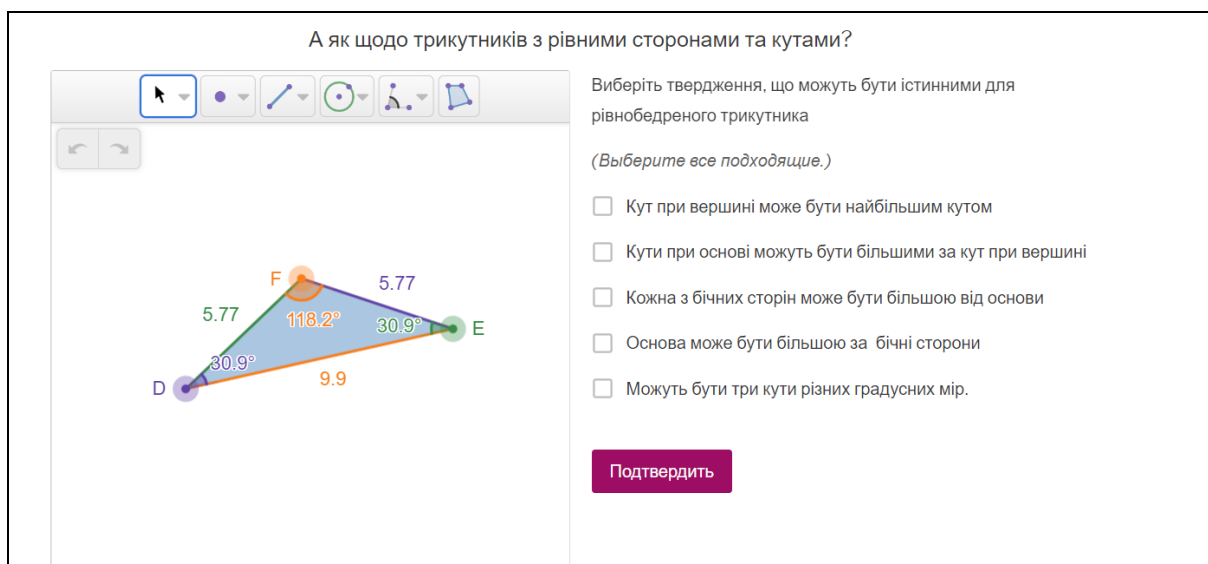 А як щодо трикутників з рівними сторонами та кутами?
Виберіть твердження, що можуть бути істинними для
рівнобедреного трикутника
(Выберите все подходящие.)
Кут при вершині може бути найбільшим кутом
Кути при основі можуть бути більшими за кут при вершині
Кожна з бічних сторін може бути більшою від основи
Основа може бути більшою за бічні сторони
Можуть бути три кути різних градусних мір.
Подтвердить
F
5.77
5.77
118.2°
30.9°
E
30.9°
9.9
D